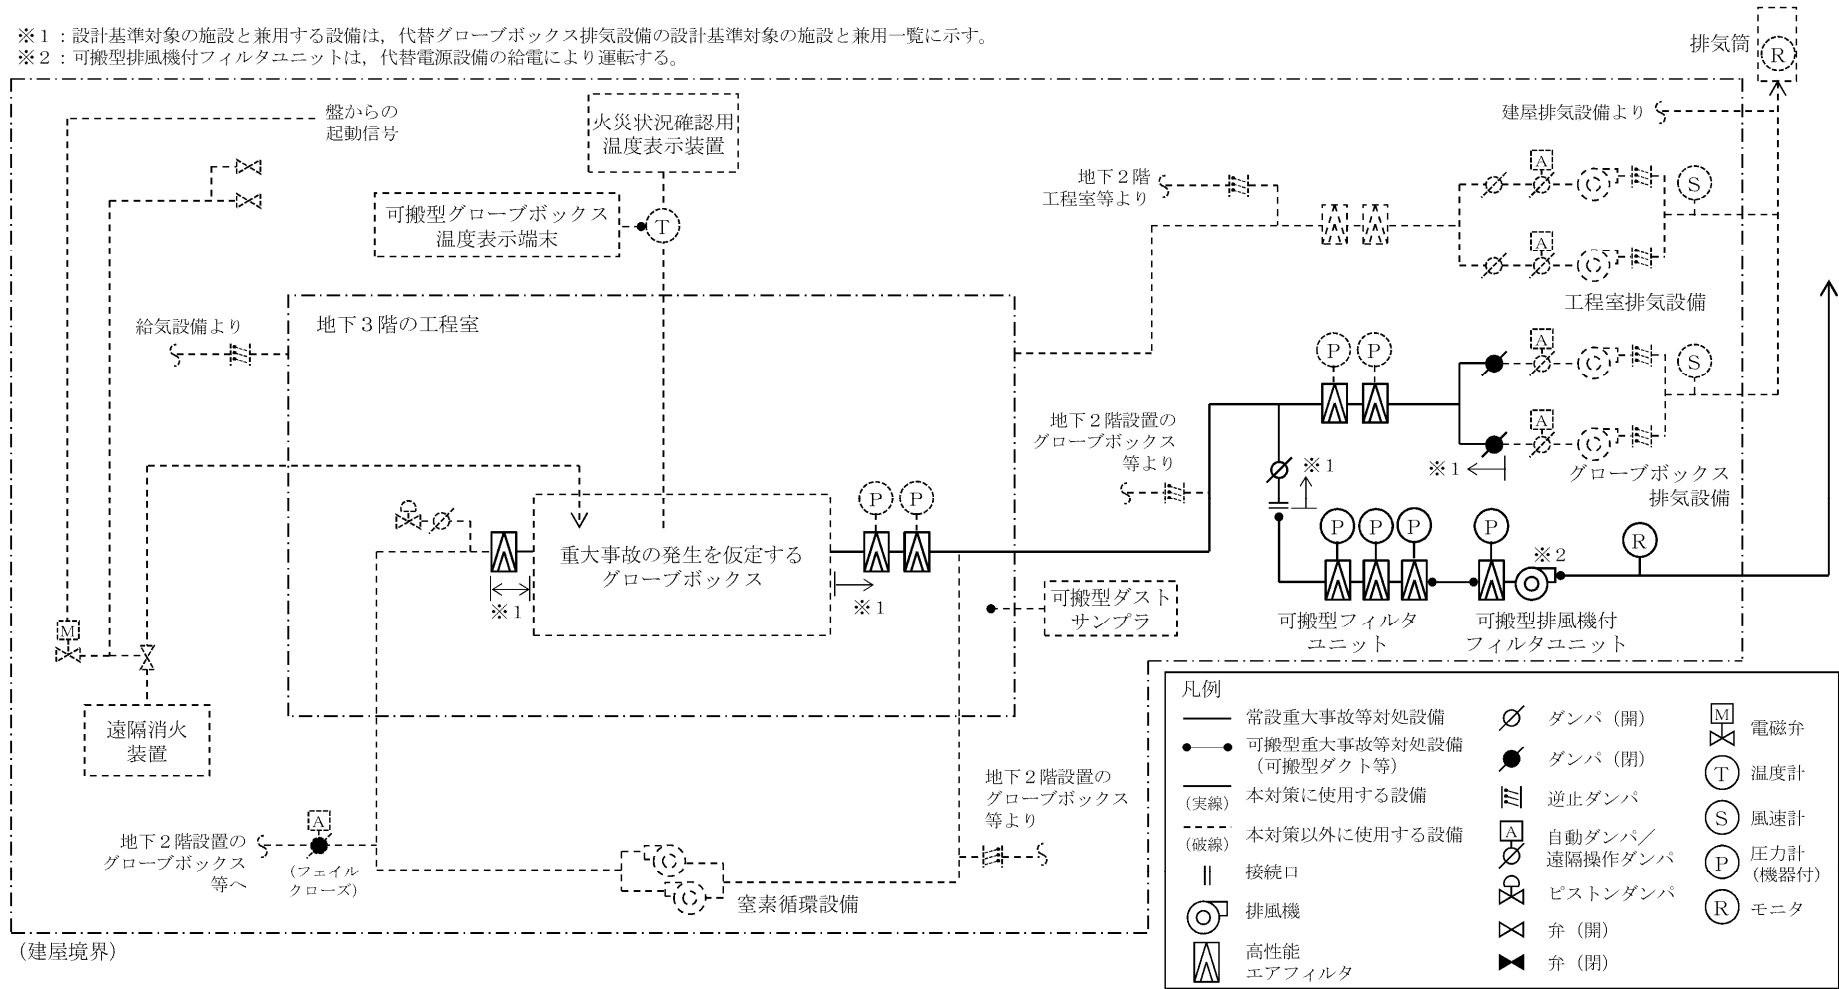 ※１：設計基準対象の施設と兼用する設備は，代替グローブボックス排気設備の設計基準対象の施設と兼用一覧に示す。
※２：可搬型排風機付フィルタユニットは，代替電源設備の給電により運転する。
排気筒
R
盤からの
起動信号
火災状況確認用
温度表示装置
建屋排気設備より
可搬型グローブボックス
温度表示端末
T
地下２階
工程室等より
A
S
A
工程室排気設備
給気設備より
地下３階の工程室
P
P
A
S
地下２階設置の
グローブボックス
等より
A
※１
※１
グローブボックス
排気設備
P
P
P
P
P
P
R
※２
重大事故の発生を仮定する
グローブボックス
※１
※１
可搬型ダスト
サンプラ
可搬型フィルタ
ユニット
可搬型排風機付
フィルタユニット
M
遠隔消火
装置
地下２階設置の
グローブボックス
等より
地下２階設置の
グローブボックス
等へ
A
（フェイル
クローズ）
窒素循環設備
（建屋境界）
凡例
常設重大事故等対処設備
可搬型重大事故等対処設備
（可搬型ダクト等）
（実線）
本対策に使用する設備
（破線）
本対策以外に使用する設備
接続口
排風機
高性能
エアフィルタ
ダンパ（開）
ダンパ（閉）
逆止ダンパ
A
自動ダンパ／
遠隔操作ダンパ
ピストンダンパ
弁（開）
弁（閉）
M
電磁弁
T
温度計
S
風速計
P
圧力計
（機器付）
R
モニタ